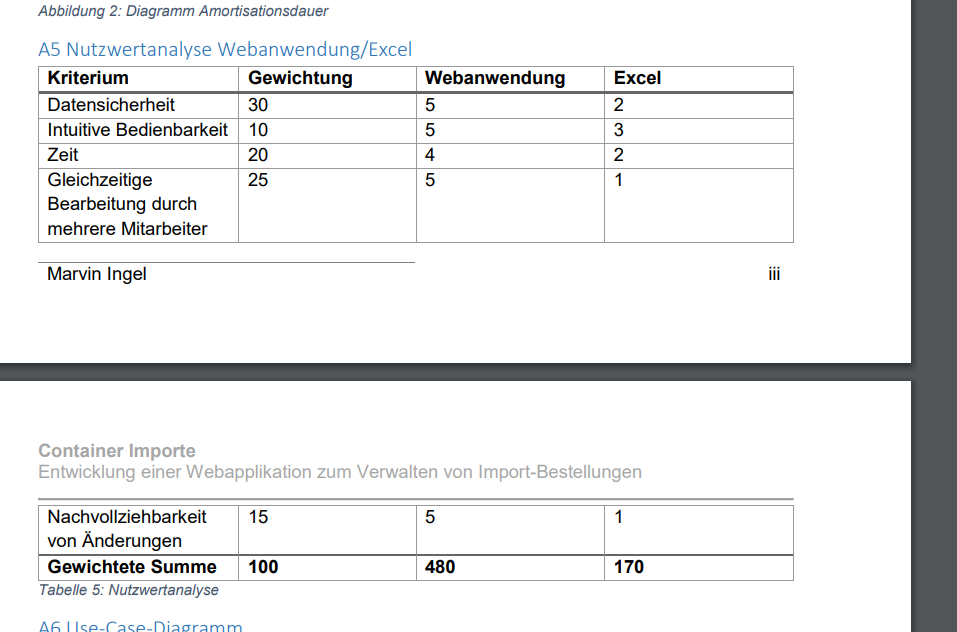 Abbildung 2: Diagramm Amortisationsdauer
A5 Nutzwertanalyse Webanwendung/Excel
Kriterium Gewichtung Webanwendung Excel
Datensicherheit 30 5 2
Intuitive Bedienbarkeit 10 5 3
Zeit 20 4 2
Gleichzeitige 25 5 1
Bearbeitung durch
mehrere Mitarbeiter
Marvin Ingel iii
Container Importe
Entwicklung einer Webapplikation zum Verwalten von Import-Bestellungen
Nachvollziehbarkeit 15 5 1
von Änderungen
Gewichtete Summe 100 480 170
Tabelle 5: Nutzwertanalyse
A6 Use-Case-Diagramm